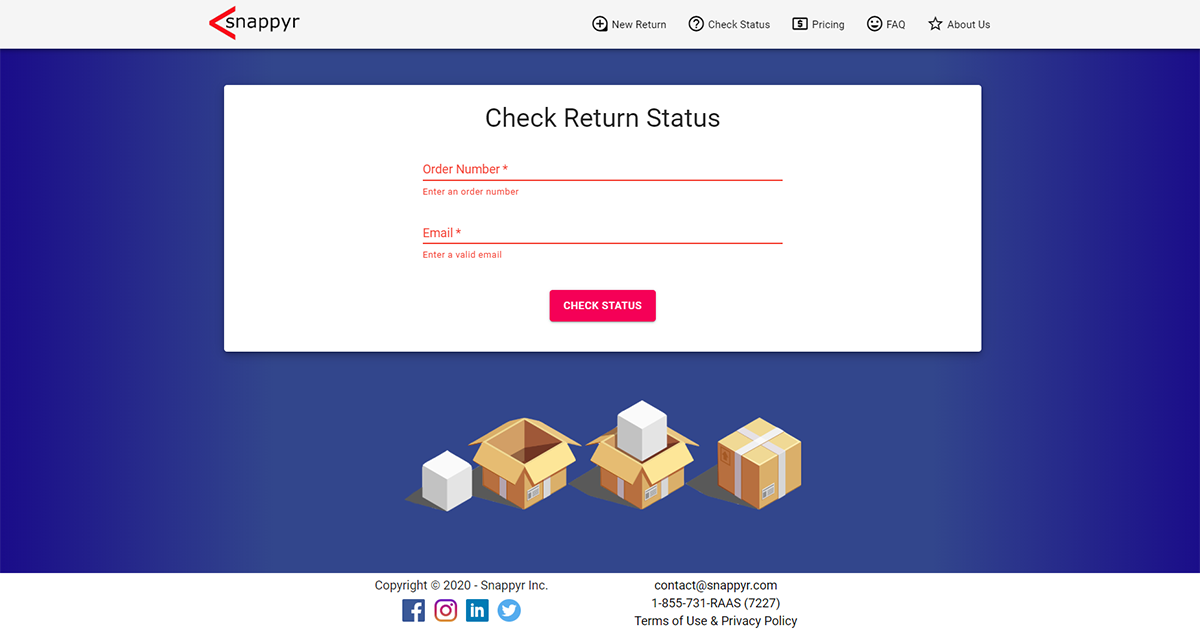 snappyr
New Return
Check Status
Pricing
FAQ
About Us
Check Return Status
Order Number *
Enter an order number
Email *
Enter a valid email
CHECK STATUS
Copyright © 2020 - Snappyr Inc.
contact@snappyr.com
1-855-731-RAAS (7227)
Terms of Use & Privacy Policy